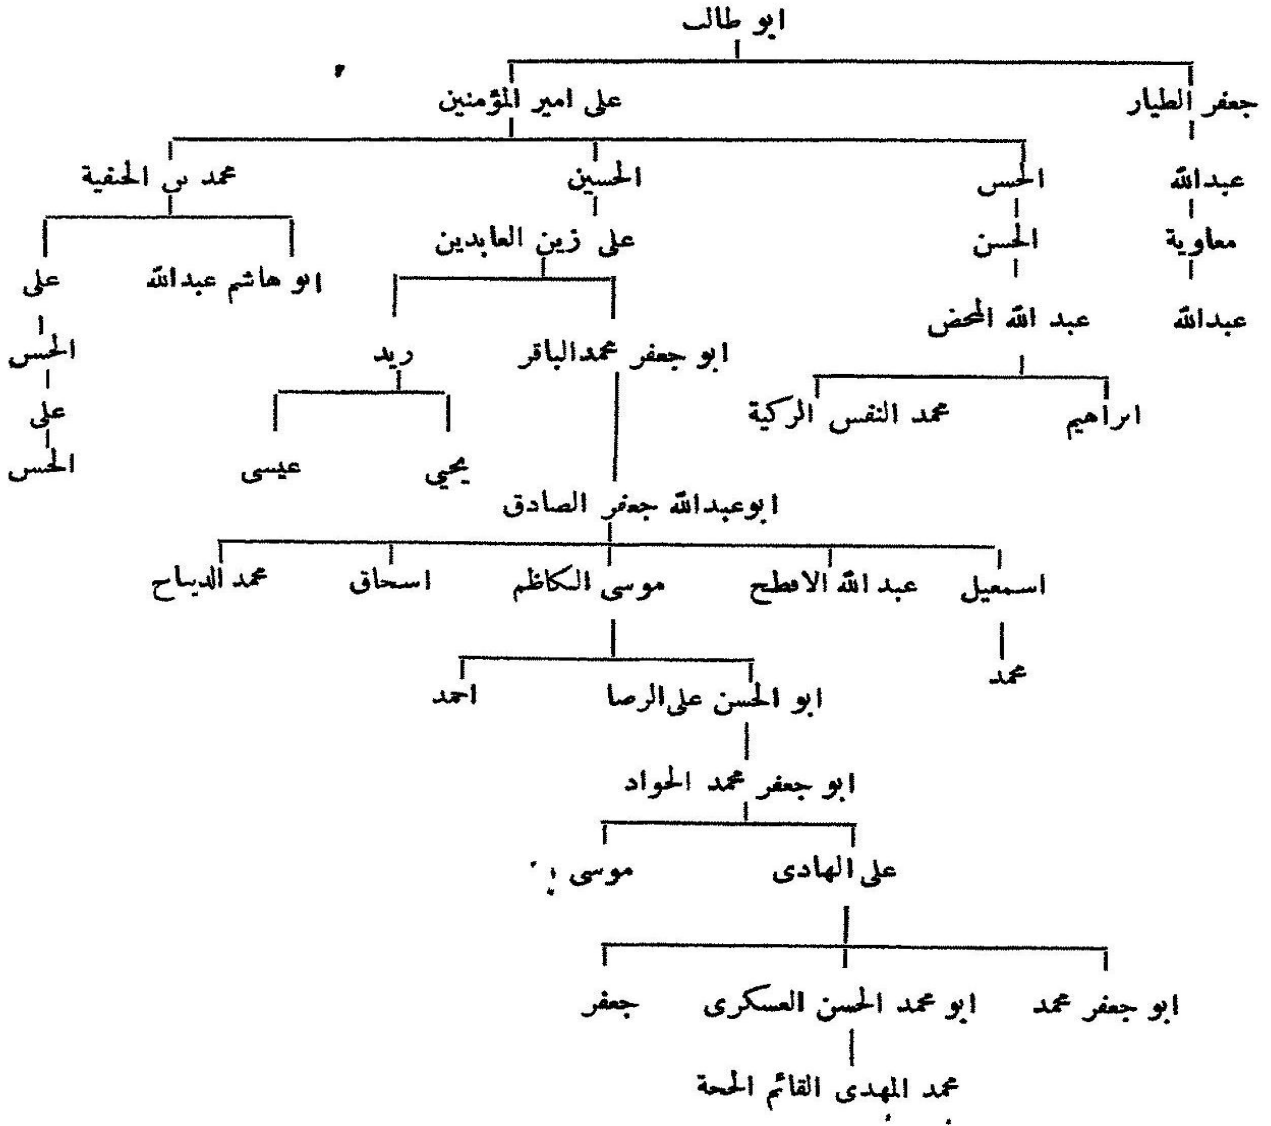 ابو طالب
جعفر الطيار
على امير المؤمنين
عبدالله
الحسن
الحسين
محمد بن الحنفية
معاوية
الحسن
على زين العابدين
ابو هاشم عبدالله
على
عبدالله
عبد الله المحض
ابو جعفر محمدالباقر
زيد
الحسن
ابراهيم
محمد النفس الزكية
على
يحيى
عيسى
الحسن
ابوعبدالله جعفر الصادق
اسمعيل
عبد الله الافطح
موسى الكاظم
اسحاق
محمد الديباج
محمد
ابو الحسن على الرضا
احمد
ابو جعفر محمد الجواد
على الهادى
موسى
ابو جعفر محمد
ابو محمد الحسن العسكرى
جعفر
محمد المهدى القائم الحجة